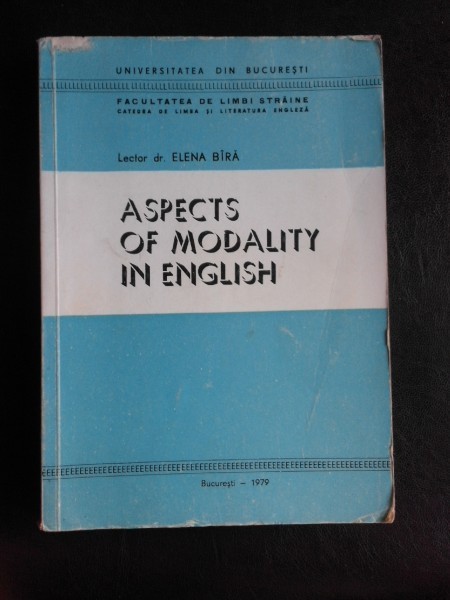 UNIVERSITATEA DIN BUCUREȘTI
FACULTATEA DE LIMBI STRĂINE
CATEDRA DE LIMBA ȘI LITERATURA ENGLEZĂ
Lector dr. ELENA BÎRĂ
ASPECTS
OF MODALITY
IN ENGLISH
București – 1979